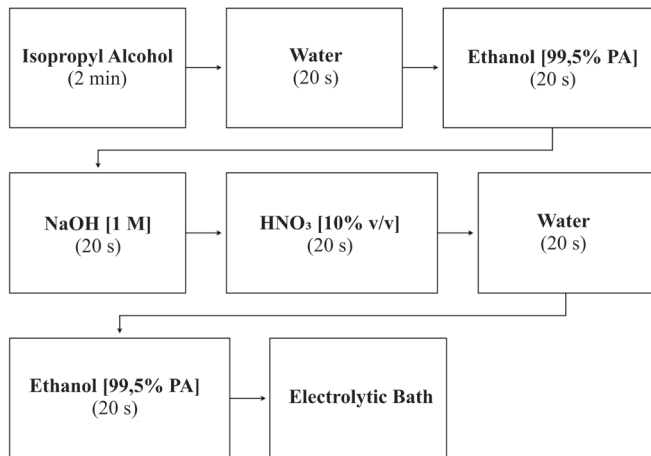 Isopropyl Alcohol
(2 min)
Water
(20 s)
Ethanol [99,5% PA]
(20 s)
NaOH [1 M]
(20 s)
HNO₃ [10% v/v]
(20 s)
Water
(20 s)
Ethanol [99,5% PA]
(20 s)
Electrolytic Bath